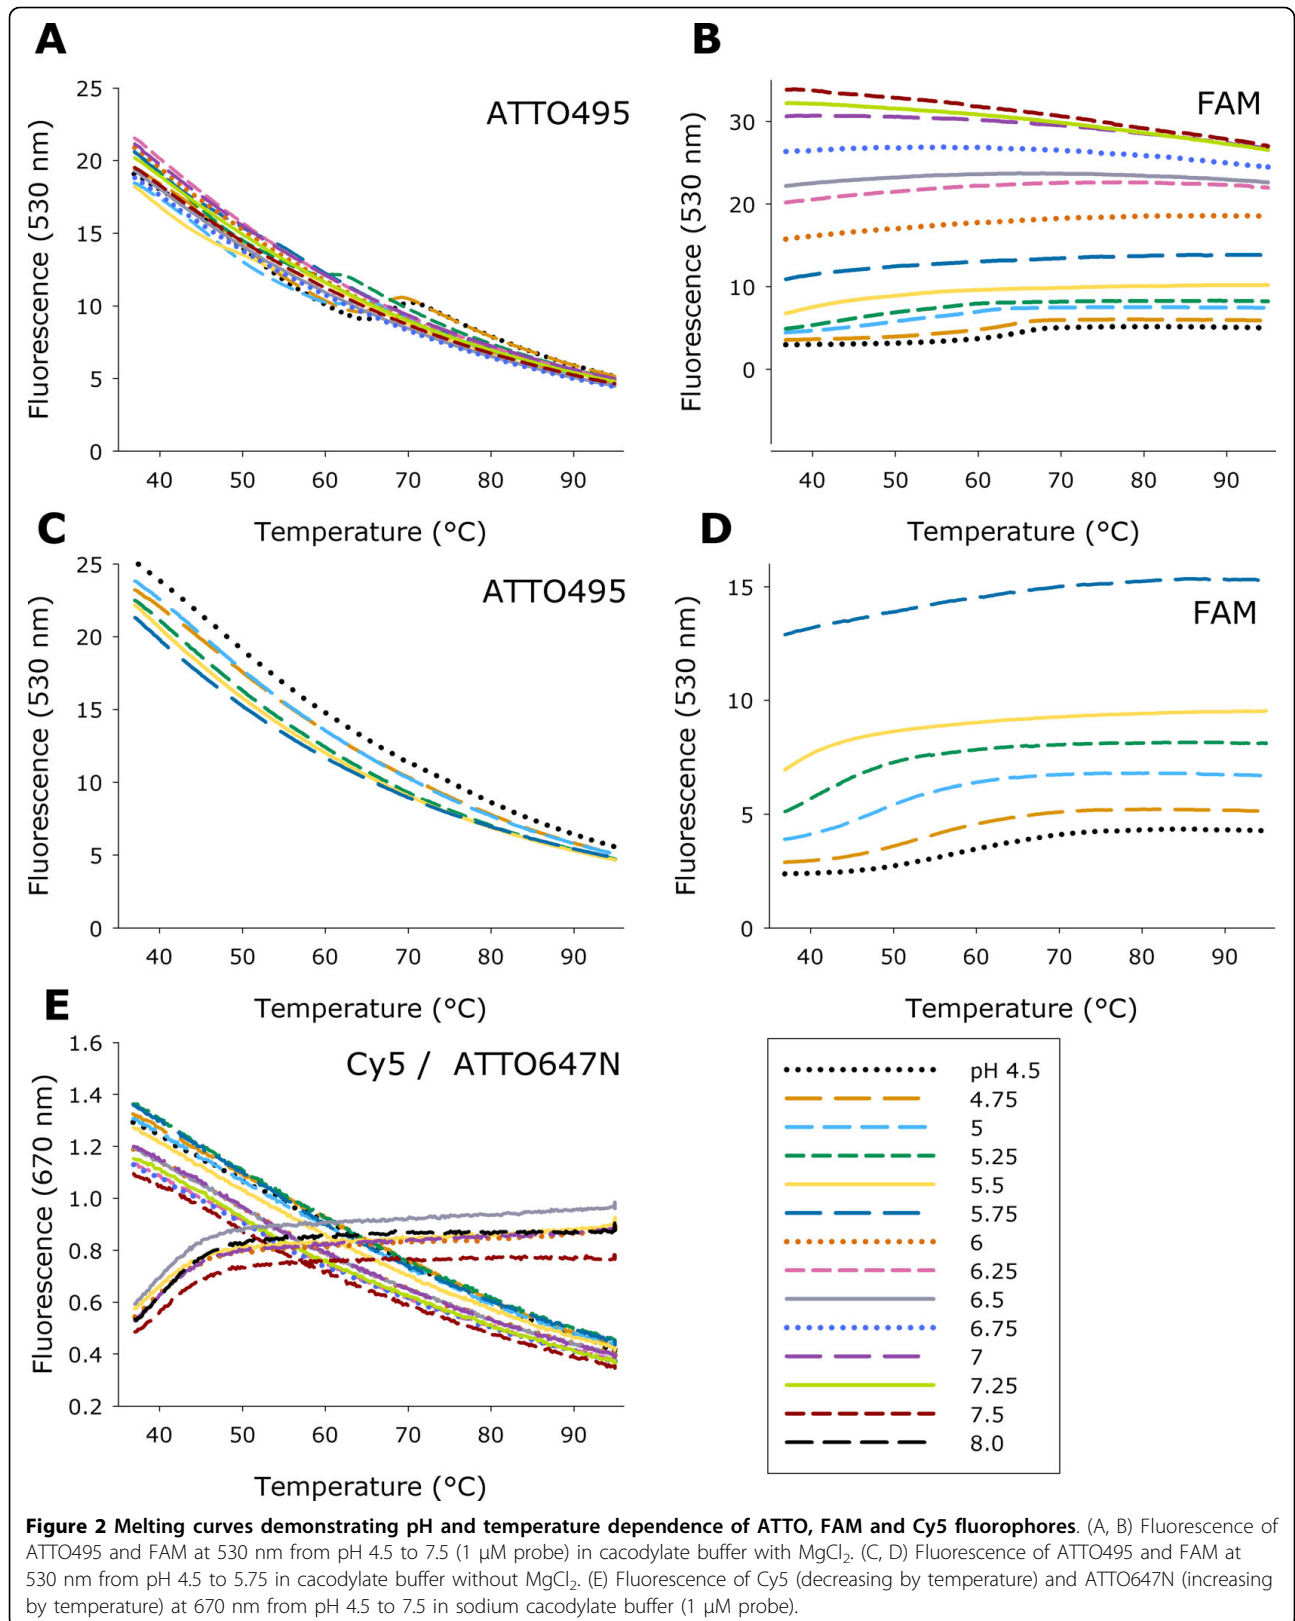 A
B
25
20
15
10
5
0
Fluorescence (530 nm)
ATTO495
40 50 60 70 80 90
Temperature (°C)
30
20
10
0
Fluorescence (530 nm)
FAM
40 50 60 70 80 90
Temperature (°C)
C
D
25
20
15
10
5
0
Fluorescence (530 nm)
ATTO495
40 50 60 70 80 90
Temperature (°C)
15
10
5
0
Fluorescence (530 nm)
FAM
40 50 60 70 80 90
Temperature (°C)
E
1.6
1.4
1.2
1.0
0.8
0.6
0.4
0.2
Fluorescence (670 nm)
Cy5 / ATTO647N
40 50 60 70 80 90
Temperature (°C)
pH 4.5
4.75
5
5.25
5.5
5.75
6
6.25
6.5
6.75
7
7.25
7.5
8.0
Figure 2 Melting curves demonstrating pH and temperature dependence of ATTO, FAM and Cy5 fluorophores. (A, B) Fluorescence of
ATTO495 and FAM at 530 nm from pH 4.5 to 7.5 (1 μM probe) in cacodylate buffer with MgCl₂. (C, D) Fluorescence of ATTO495 and FAM at
530 nm from pH 4.5 to 5.75 in cacodylate buffer without MgCl₂. (E) Fluorescence of Cy5 (decreasing by temperature) and ATTO647N (increasing
by temperature) at 670 nm from pH 4.5 to 7.5 in sodium cacodylate buffer (1 μM probe).